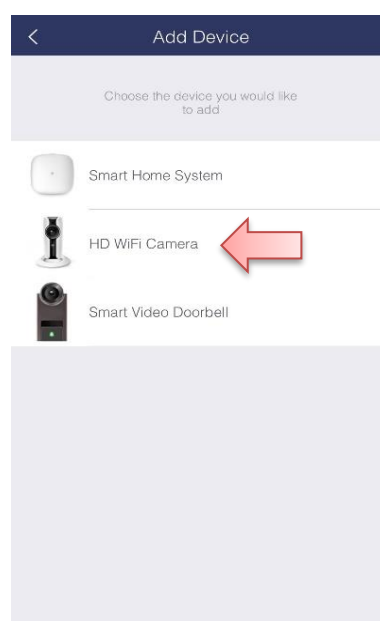 Add Device
Choose the device you would like
to add
Smart Home System
HD WiFi Camera
Smart Video Doorbell